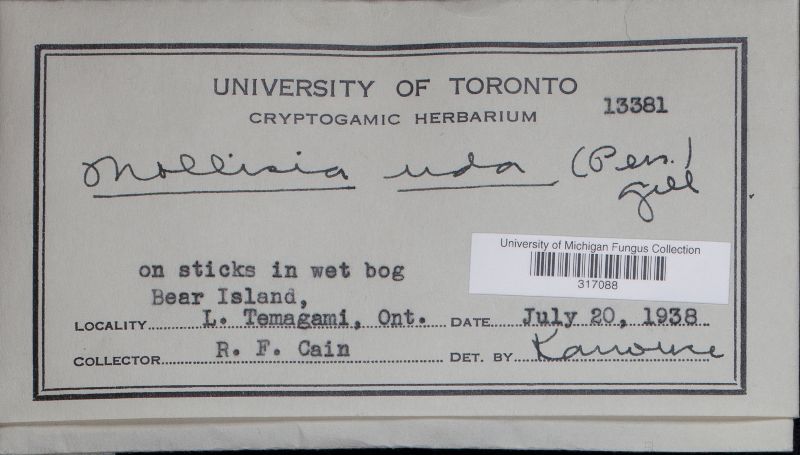 UNIVERSITY OF TORONTO
CRYPTOGAMIC HERBARIUM
13381
Mollisia uda (Pers.)
Gill
University of Michigan Fungus Collection
317088
on sticks in wet bog
Bear Island,
LOCALITY L. Temagami, Ont. DATE July 20, 1938
COLLECTOR R. F. Cain DET. BY Kanouse